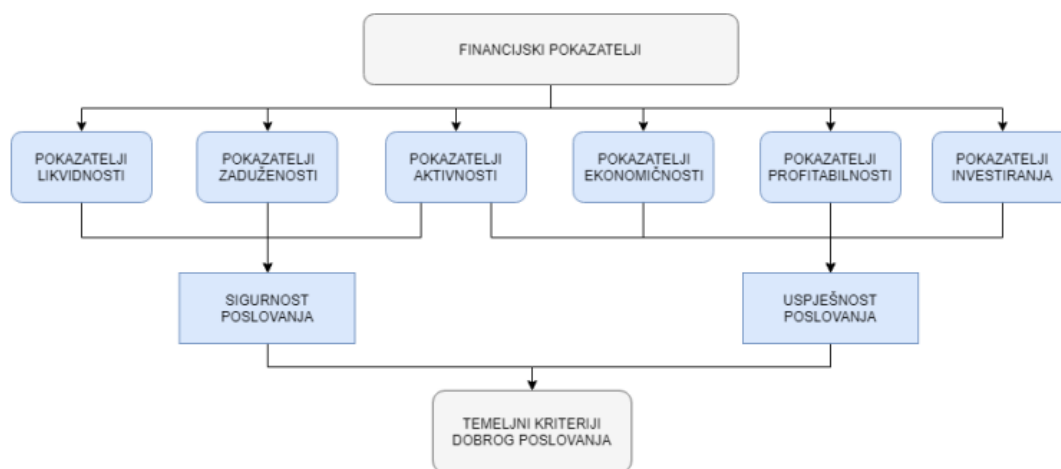 FINANCIJSKI POKAZATELJI
POKAZATELJI
LIKVIDNOSTI
POKAZATELJI
ZADUŽENOSTI
POKAZATELJI
AKTIVNOSTI
POKAZATELJI
EKONOMIČNOSTI
POKAZATELJI
PROFITABILNOSTI
POKAZATELJI
INVESTIRANJA
SIGURNOST
POSLOVANJA
USPJEŠNOST
POSLOVANJA
TEMELJNI KRITERIJI
DOBROG POSLOVANJA